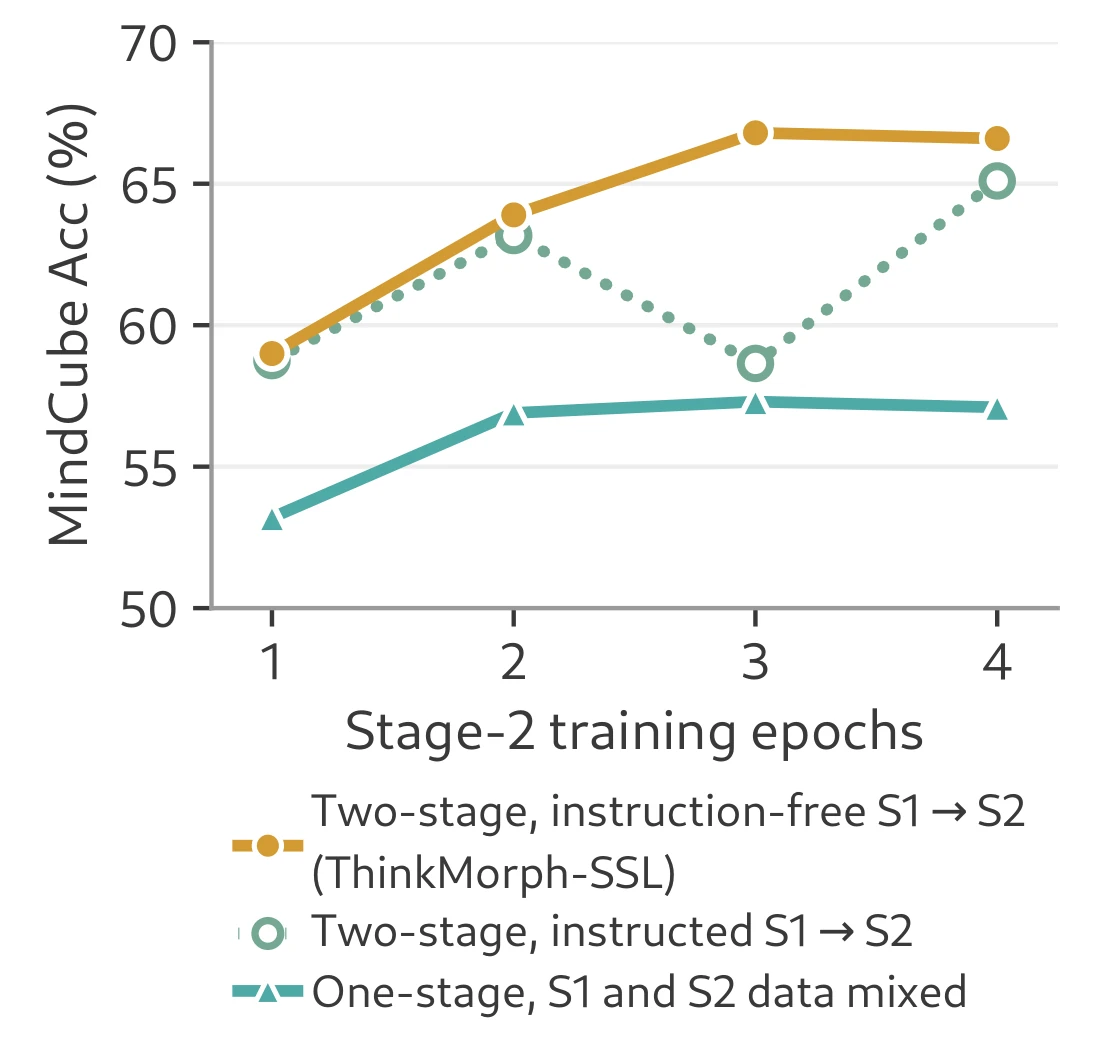 70
65
60
55
50
MindCube Acc (%)
1 2 3 4
Stage-2 training epochs
Two-stage, instruction-free S1 → S2
(ThinkMorph-SSL)
Two-stage, instructed S1 → S2
One-stage, S1 and S2 data mixed